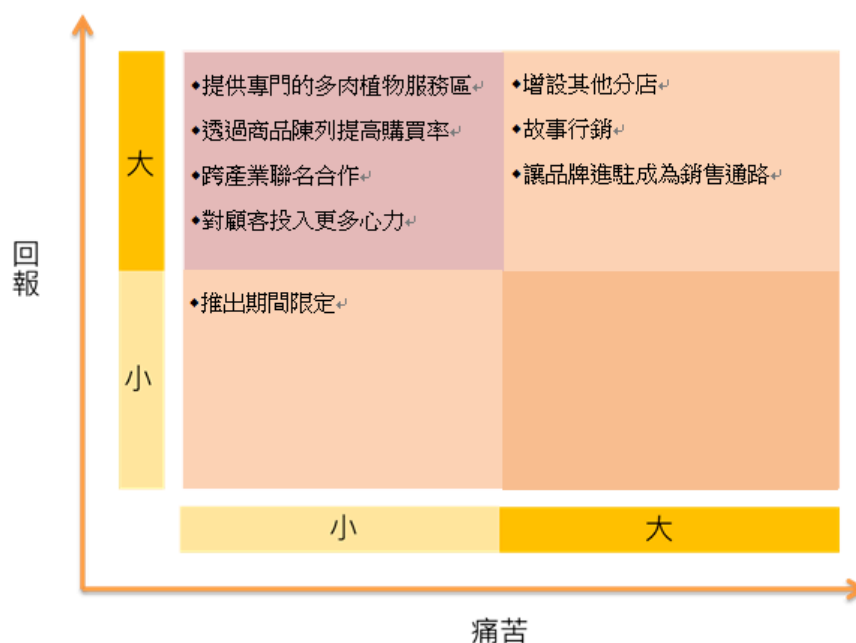 ◆提供專門的多肉植物服務區↵
◆透過商品陳列提高購買率↵
◆跨產業聯名合作↵
◆對顧客投入更多心力↵
◆增設其他分店↵
◆故事行銷↵
◆讓品牌進駐成為銷售通路↵
大
回報
◆推出期間限定↵
小
小
大
痛苦